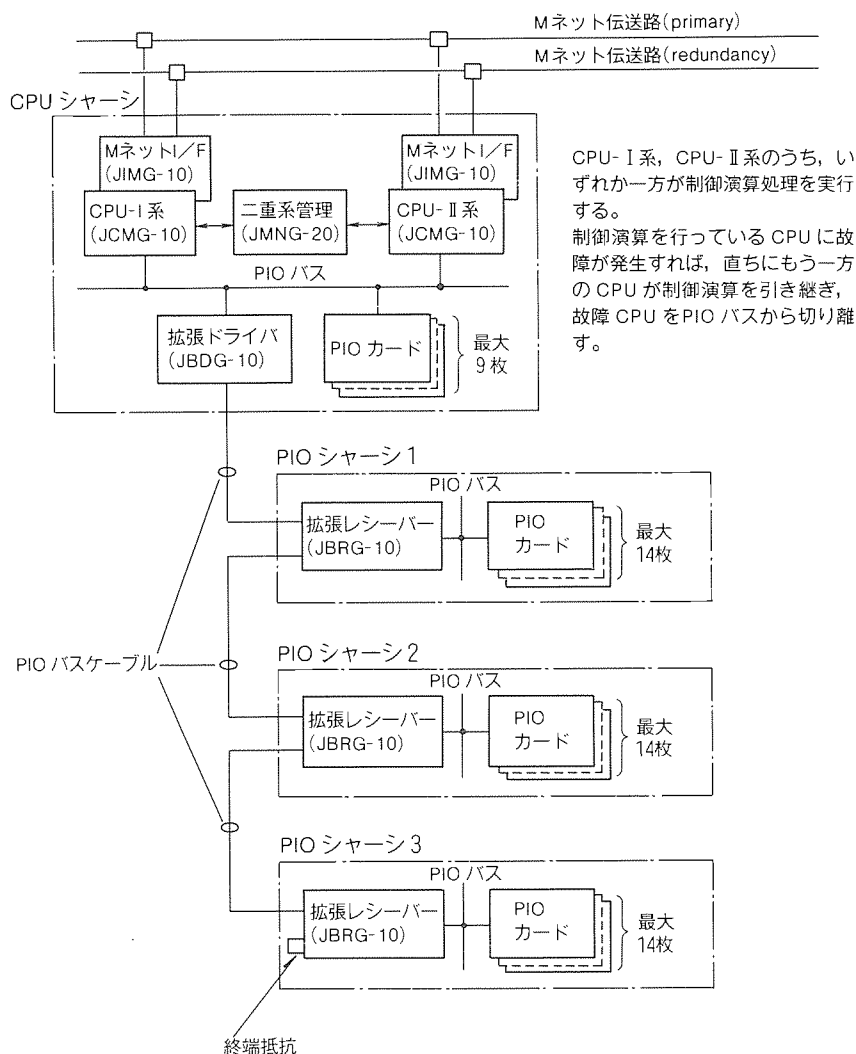 Mネット伝送路(primary)
Mネット伝送路(redundancy)
CPU シャーシ
MネットI/F
(JIMG-10)
MネットI/F
(JIMG-10)
CPU-I系
(JCMG-10)
二重系管理
(JMNG-20)
CPU-Ⅱ系
(JCMG-10)
PIO バス
拡張ドライバ
(JBDG-10)
PIO カード
最大
9枚
CPU-Ⅰ系，CPU-Ⅱ系のうち，い
ずれか一方が制御演算処理を実行
する。
制御演算を行っている CPU に故
障が発生すれば，直ちにもう一方
の CPU が制御演算を引き継ぎ，
故障 CPU をPIO バスから切り離
す。
PIO シャーシ 1
PIO バス
拡張レシーバー
(JBRG-10)
PIO
カード
最大
14枚
PIO バスケーブル
PIO シャーシ 2
PIO バス
拡張レシーバー
(JBRG-10)
PIO
カード
最大
14枚
PIO シャーシ 3
PIO バス
拡張レシーバー
(JBRG-10)
PIO
カード
最大
14枚
終端抵抗